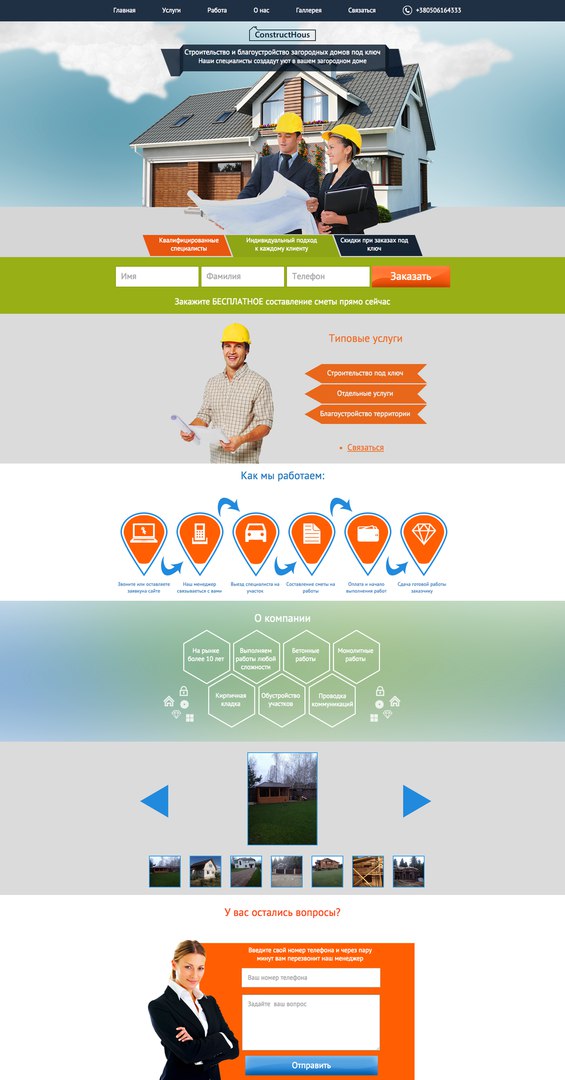 Главная Услуги Работа О нас Галлерея Связаться +380506164333
ConstructHous
Строительство и благоустройство загородных домов под ключ
Наши специалисты создадут уют в вашем загородном доме
Квалифицированные
специалисты
Индивидуальный подход
к каждому клиенту
Скидки при заказах под
ключ
Имя Фамилия Телефон Заказать
Закажите БЕСПЛАТНОЕ составление сметы прямо сейчас
Типовые услуги
Строительство под ключ
Отдельные услуги
Благоустройство территории
• Связаться
Как мы работаем:
Звоните или оставляете
заявкуна сайте
Наш менеджер
связываеться с вами
Выезд специалиста на
участок
Составление сметы на
работы
Оплата и начало
выполнения работ
Сдача готовой работы
заказчику
О компании
На рынке
более 10 лет
Выполняем
работы любой
сложности
Бетонные
работы
Монолитные
работы
Кирпичная
кладка
Обустройство
участков
Проводка
коммуникаций
У вас остались вопросы?
Введите свой номер телефона и через пару
минут вам перезвонит наш менеджер
Ваш номер телефона
Задайте ваш вопрос
Отправить